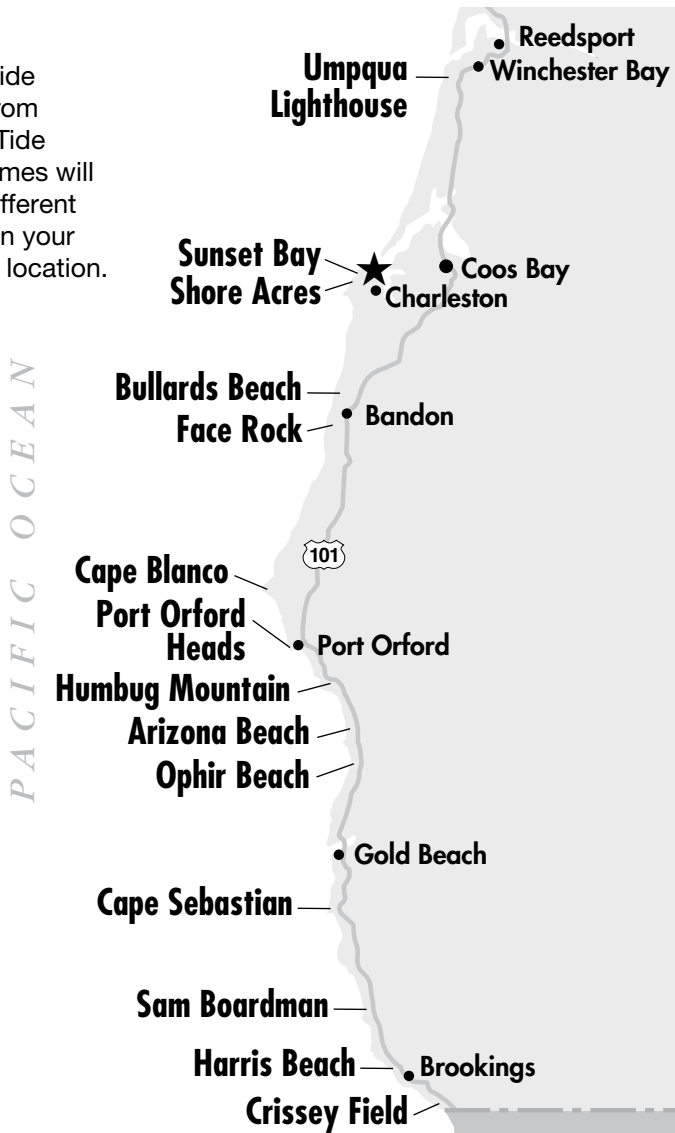 Reedsport
Umpqua
Lighthouse
Winchester Bay
ide
rom
Tide
mes will
fferent
n your
location.
Sunset Bay
Shore Acres
Coos Bay
Charleston
Bullards Beach
Face Rock
Bandon
PACIFIC OCEAN
101
Cape Blanco
Port Orford
Heads
Port Orford
Humbug Mountain
Arizona Beach
Ophir Beach
Gold Beach
Cape Sebastian
Sam Boardman
Harris Beach
Brookings
Crissey Field